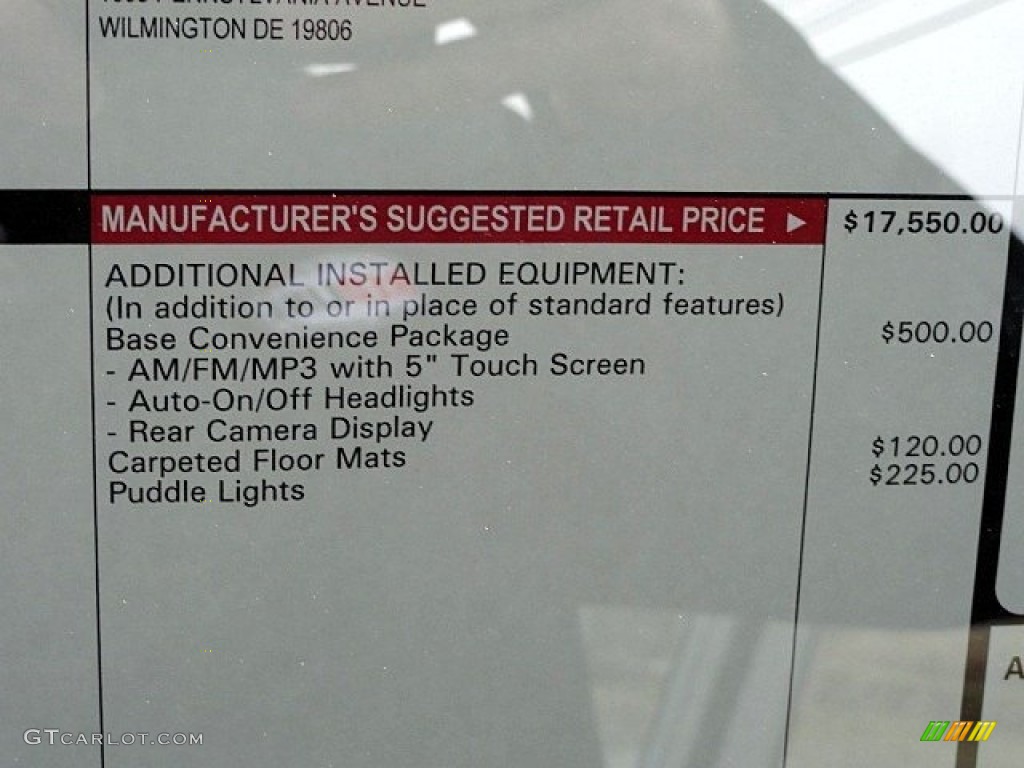 PENNSYLVANIA AVENUE
WILMINGTON DE 19806
MANUFACTURER'S SUGGESTED RETAIL PRICE ► $17,550.00
ADDITIONAL INSTALLED EQUIPMENT:
(In addition to or in place of standard features)
Base Convenience Package $500.00
- AM/FM/MP3 with 5" Touch Screen
- Auto-On/Off Headlights
- Rear Camera Display
Carpeted Floor Mats $120.00
Puddle Lights $225.00
A
GTCARLOT.COM